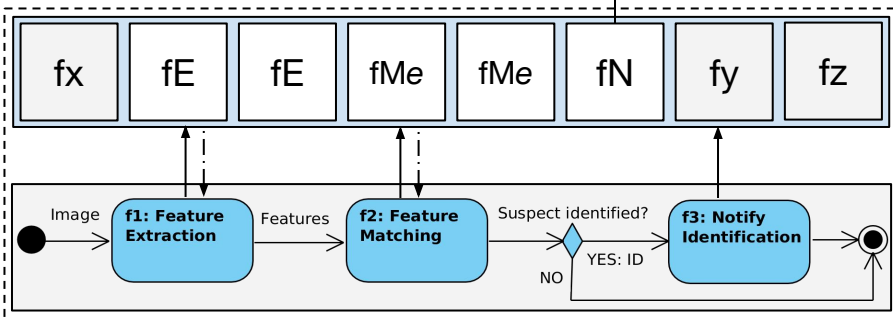 fx fE fE fMe fMe fN fy fz
Image
f1: Feature
Extraction
Features
f2: Feature
Matching
Suspect identified?
YES: ID
NO
f3: Notify
Identification